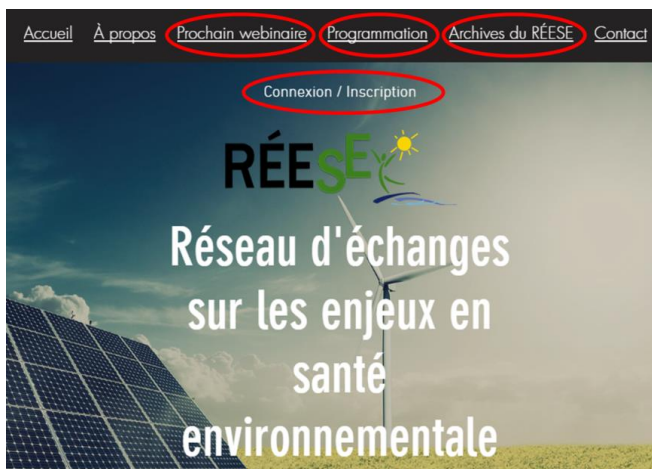 Accueil À propos Prochain webinaire Programmation Archives du RÉESE Contact
Connexion / Inscription
RÉESE
Réseau d'échanges
sur les enjeux en
santé
environnementale